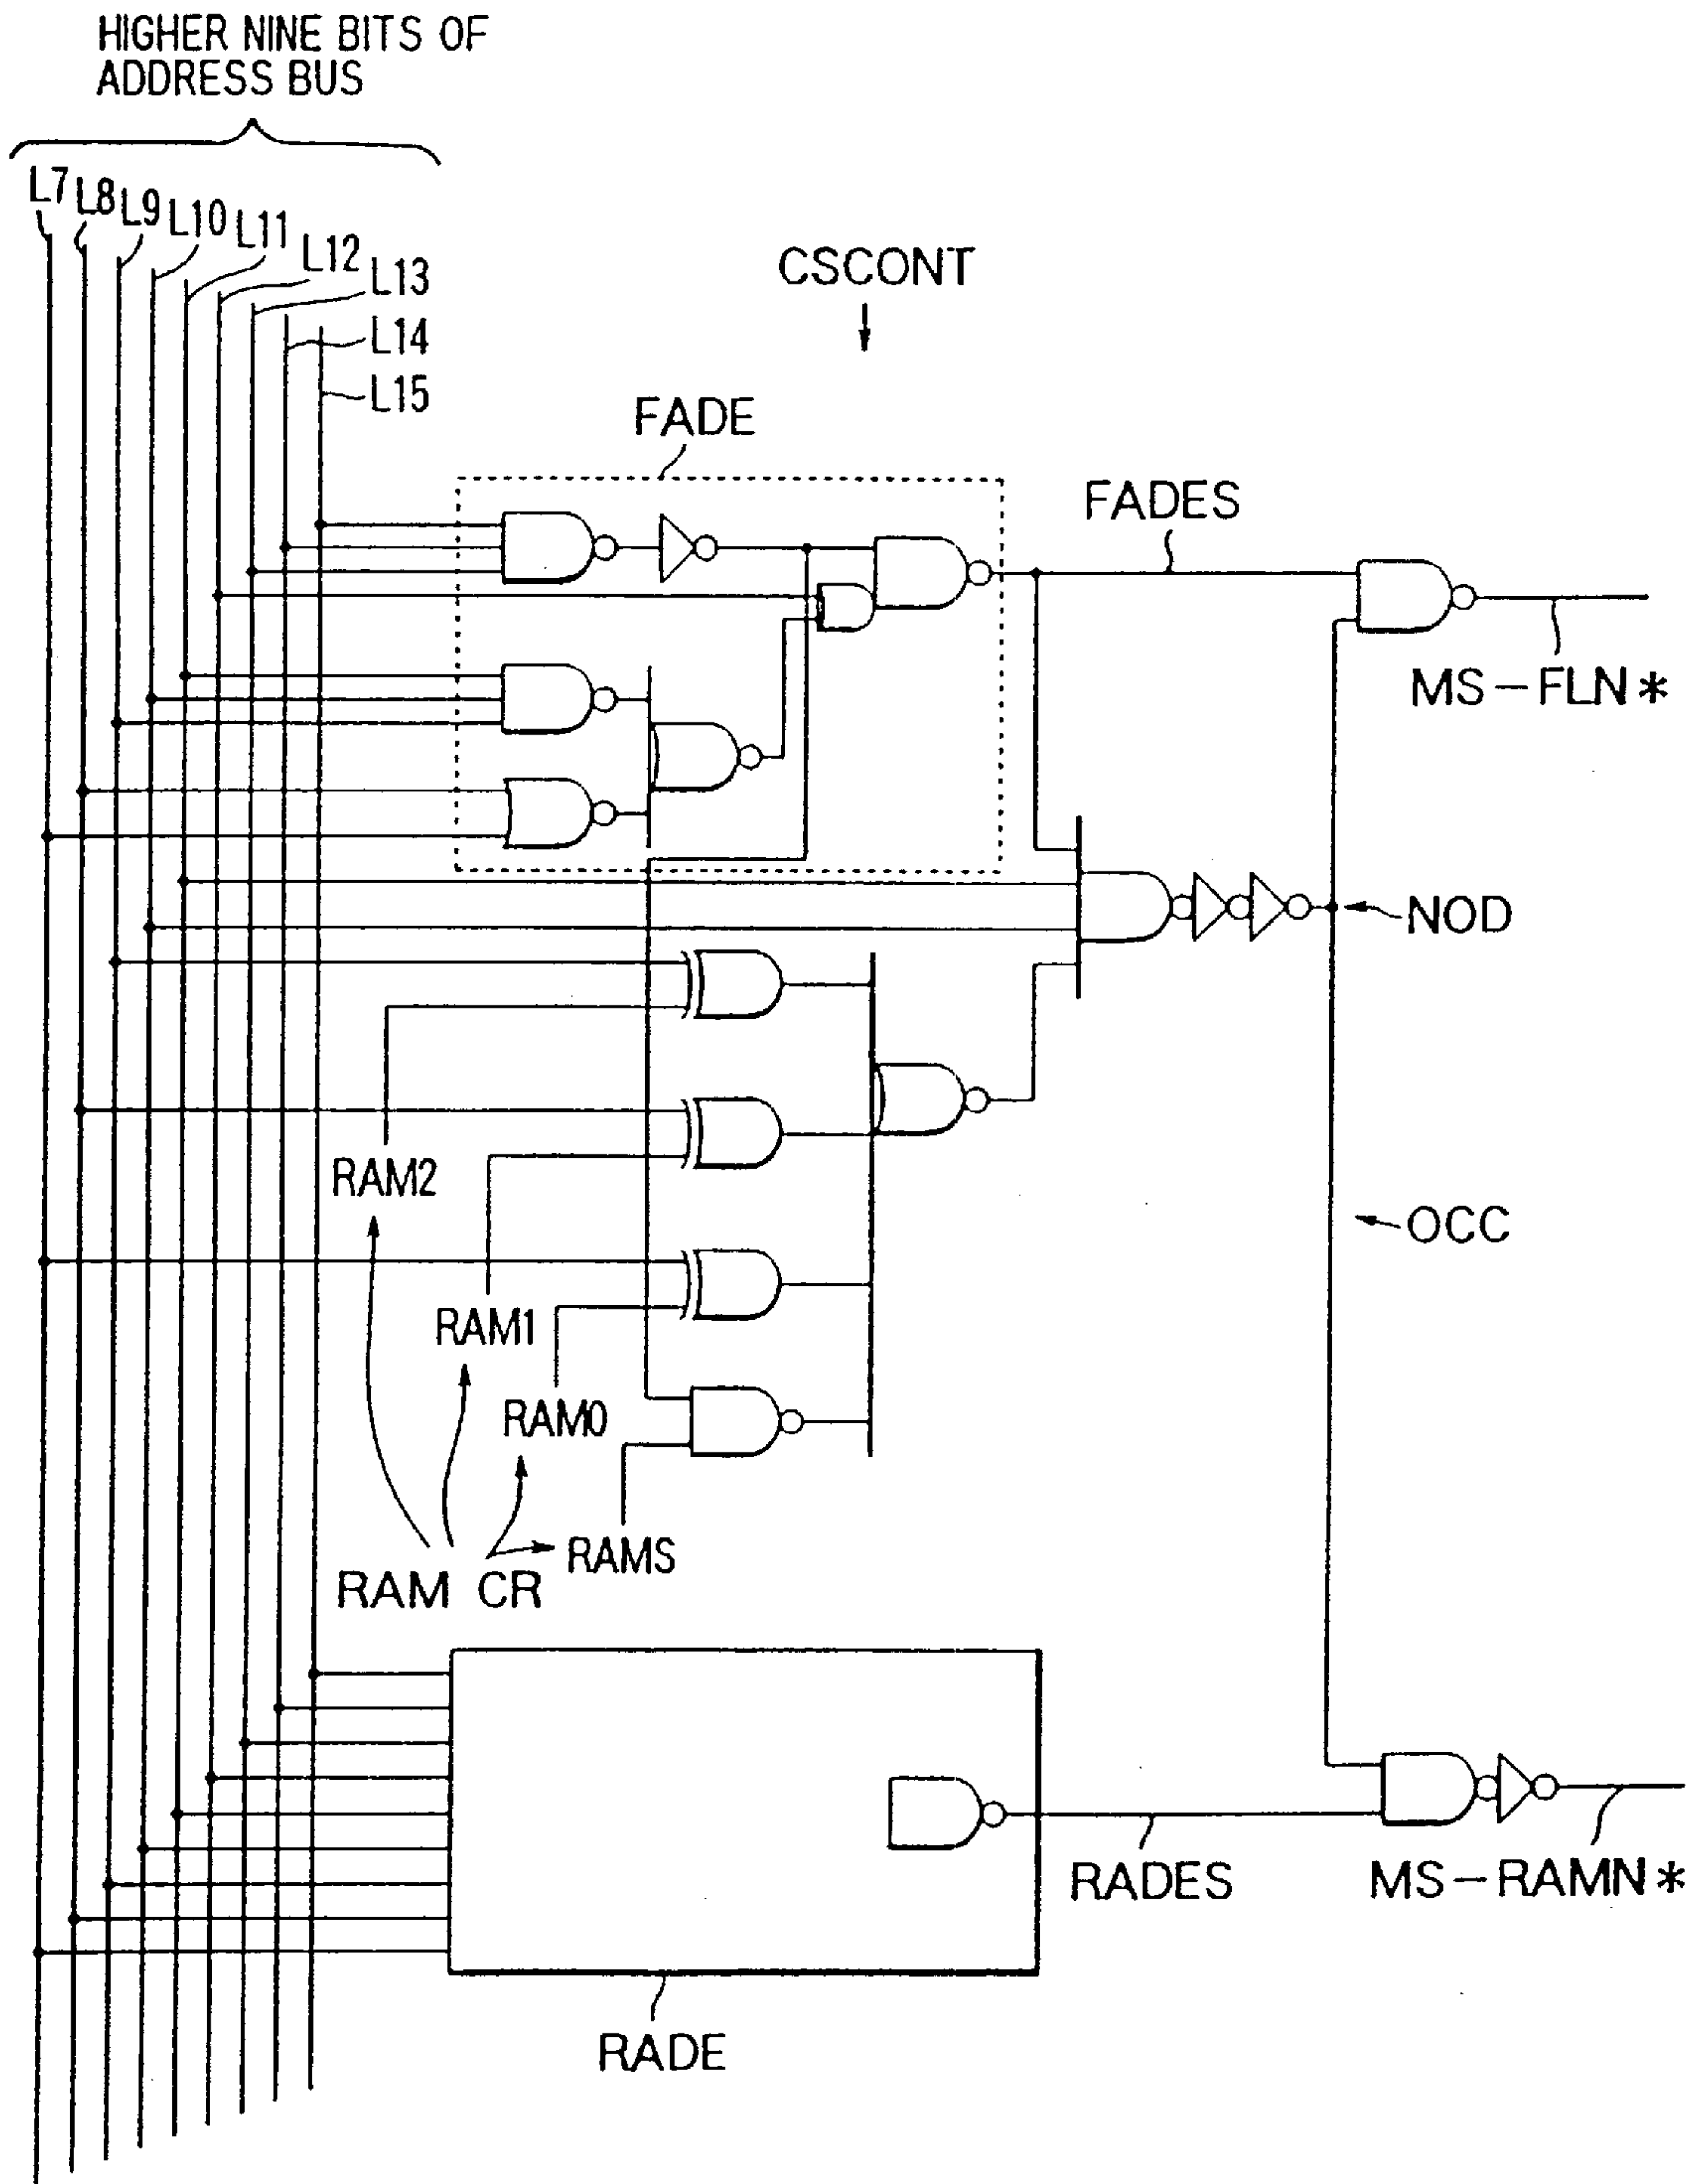 HIGHER NINE BITS OF
ADDRESS BUS
L7
L8
L9
L10
L11
L12
L13
L14
L15
CSCONT
FADE
FADES
MS-FLN*
NOD
OCC
RAM2
RAM1
RAM0
RAMS
RAM CR
RADES
MS-RAMN*
RADE